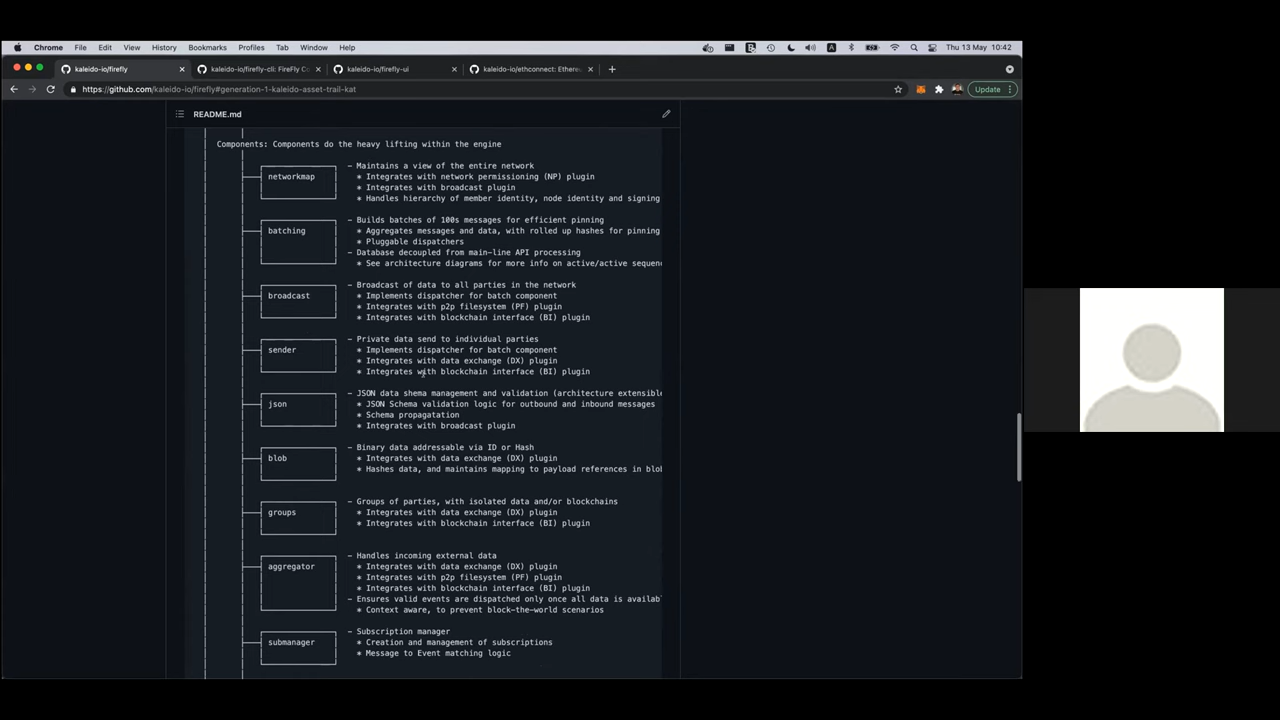 Chrome File Edit View History Bookmarks Profiles Tab Window Help A Thu 13 May 10:42
kaleido-io/firefly kaleido-io/firefly-cli: FireFly C kaleido-io/firefly-ui kaleido-io/ethconnect: Ethere
https://github.com/kaleido-io/firefly#generation-1-kaleido-asset-trail-kat Update
README.md
Components: Components do the heavy lifting within the engine
networkmap
- Maintains a view of the entire network
* Integrates with network permissioning (NP) plugin
* Integrates with broadcast plugin
* Handles hierarchy of member identity, node identity and signing
batching
- Builds batches of 100s messages for efficient pinning
* Aggregates messages and data, with rolled up hashes for pinning
* Pluggable dispatchers
- Database decoupled from main-line API processing
* See architecture diagrams for more info on active/active sequen
broadcast
- Broadcast of data to all parties in the network
* Implements dispatcher for batch component
* Integrates with p2p filesystem (PF) plugin
* Integrates with blockchain interface (BI) plugin
sender
- Private data send to individual parties
* Implements dispatcher for batch component
* Integrates with data exchange (DX) plugin
* Integrates with blockchain interface (BI) plugin
json
- JSON data shema management and validation (architecture extensible
* JSON Schema validation logic for outbound and inbound messages
* Schema propagatation
* Integrates with broadcast plugin
blob
- Binary data addressable via ID or Hash
* Integrates with data exchange (DX) plugin
* Hashes data, and maintains mapping to payload references in blo
groups
- Groups of parties, with isolated data and/or blockchains
* Integrates with data exchange (DX) plugin
* Integrates with blockchain interface (BI) plugin
aggregator
- Handles incoming external data
* Integrates with data exchange (DX) plugin
* Integrates with p2p filesystem (PF) plugin
* Integrates with blockchain interface (BI) plugin
- Ensures valid events are dispatched only once all data is availab
* Context aware, to prevent block-the-world scenarios
submanager
- Subscription manager
* Creation and management of subscriptions
* Message to Event matching logic